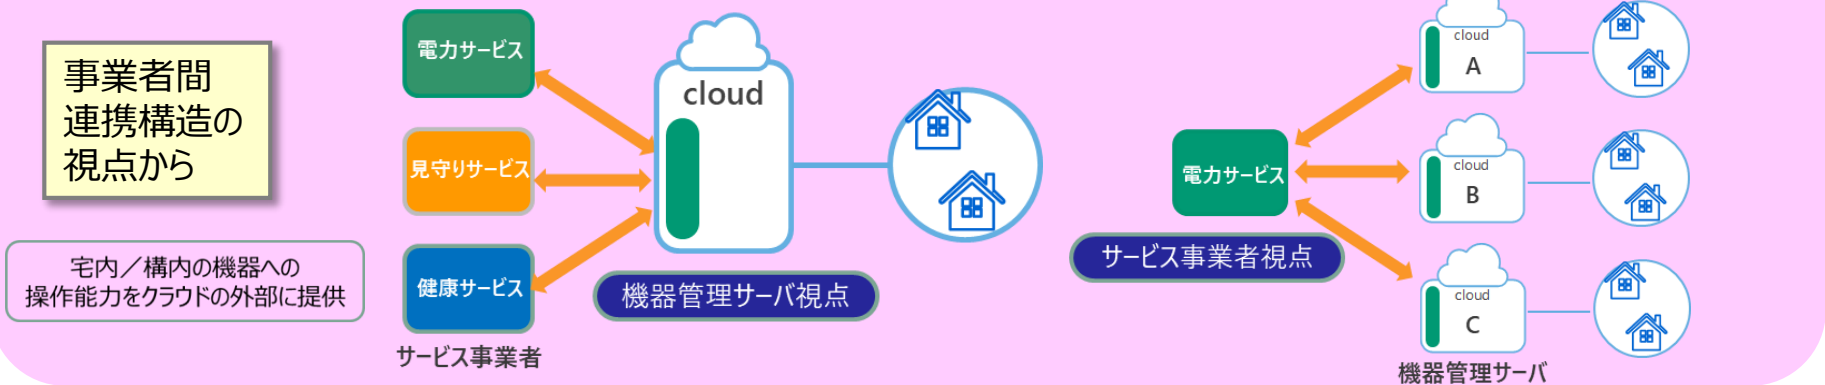 事業者間
連携構造の
視点から
宅内／構内の機器への
操作能力をクラウドの外部に提供
電力サービス
見守りサービス
健康サービス
サービス事業者
cloud
機器管理サーバ視点
電力サービス
サービス事業者視点
cloud
A
cloud
B
cloud
C
機器管理サーバ